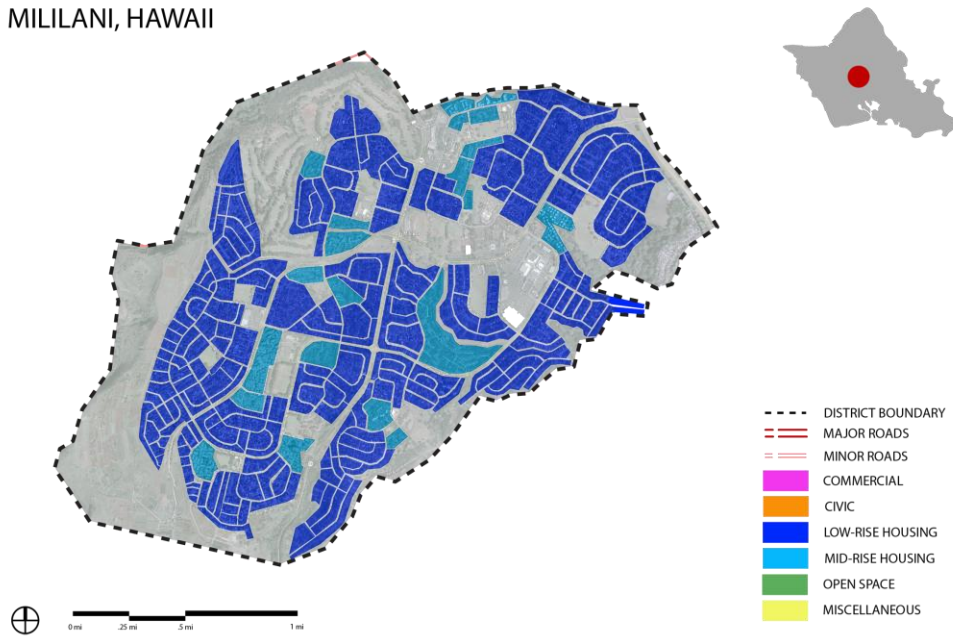 MILILANI, HAWAII
DISTRICT BOUNDARY
MAJOR ROADS
MINOR ROADS
COMMERCIAL
CIVIC
LOW-RISE HOUSING
MID-RISE HOUSING
OPEN SPACE
MISCELLANEOUS
0 mi .25 mi .5 mi 1 mi